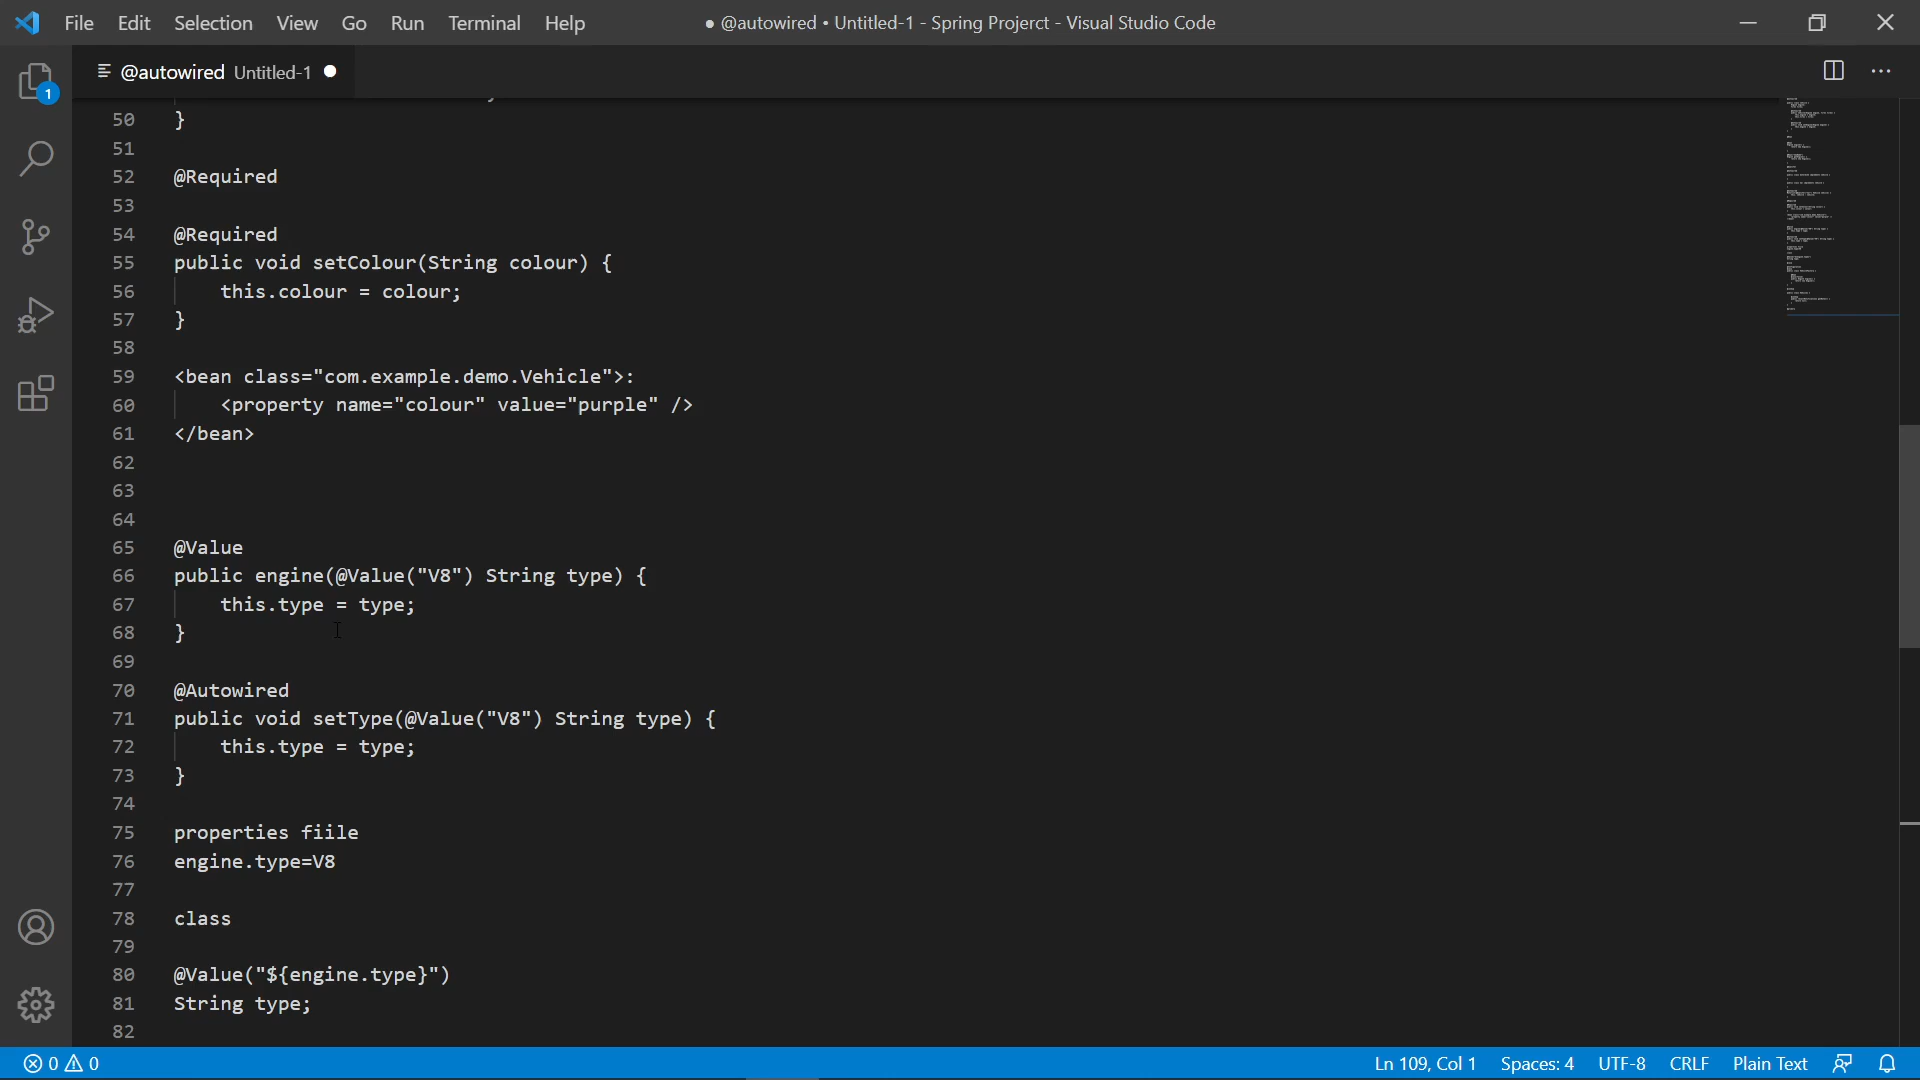 File Edit Selection View Go Run Terminal Help
● @autowired • Untitled-1 - Spring Projerct - Visual Studio Code
@autowired Untitled-1
1
50 }
51
52 @Required
53
54 @Required
55 public void setColour(String colour) {
56 this.colour = colour;
57 }
58
59 <bean class="com.example.demo.Vehicle">:
60 <property name="colour" value="purple" />
61 </bean>
62
63
64
65 @Value
66 public engine(@Value("V8") String type) {
67 this.type = type;
68 }
69
70 @Autowired
71 public void setType(@Value("V8") String type) {
72 this.type = type;
73 }
74
75 properties fiile
76 engine.type=V8
77
78 class
79
80 @Value("${engine.type}")
81 String type;
82
0 0
Ln 109, Col 1 Spaces: 4 UTF-8 CRLF Plain Text